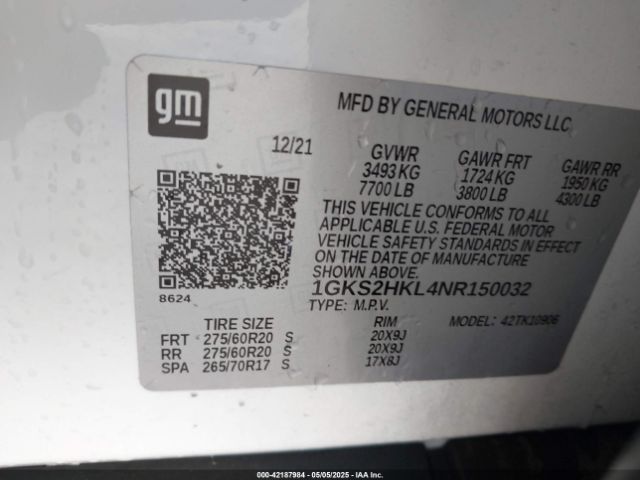 gm
MFD BY GENERAL MOTORS LLC
12/21
GVWR GAWR FRT GAWR RR
3493 KG 1724 KG 1950 KG
7700 LB 3800 LB 4300 LB
THIS VEHICLE CONFORMS TO ALL
APPLICABLE U.S. FEDERAL MOTOR
VEHICLE SAFETY STANDARDS IN EFFECT
ON THE DATE OF MANUFACTURE
SHOWN ABOVE.
8624
1GKS2HKL4NR150032
TYPE: M.P.V. MODEL: 42TK10906
TIRE SIZE RIM
FRT 275/60R20 S 20X9J
RR 275/60R20 S 20X9J
SPA 265/70R17 S 17X8J
000-42187984 | 05/05/2025 | IAA Inc.